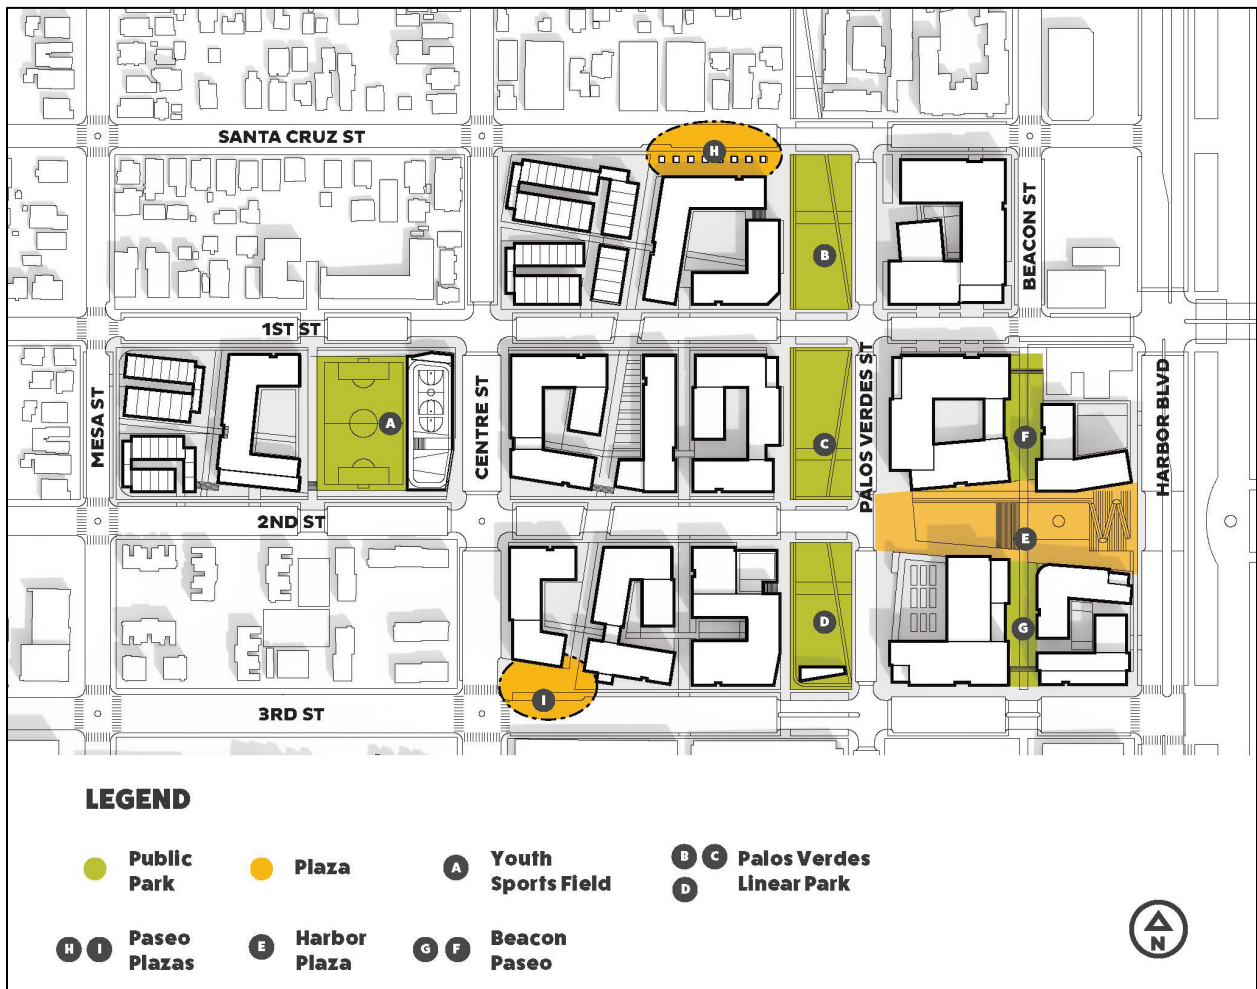 SANTA CRUZ ST
H
BEACON ST
B
1ST ST
MESA ST
A
CENTRE ST
C
PALOS VERDES ST
F
HARBOR BLVD
2ND ST
E
D
G
I
3RD ST
LEGEND
Public
Park
Plaza
A
Youth
Sports Field
B C
D
Palos Verdes
Linear Park
H I
Paseo
Plazas
E
Harbor
Plaza
G F
Beacon
Paseo
N